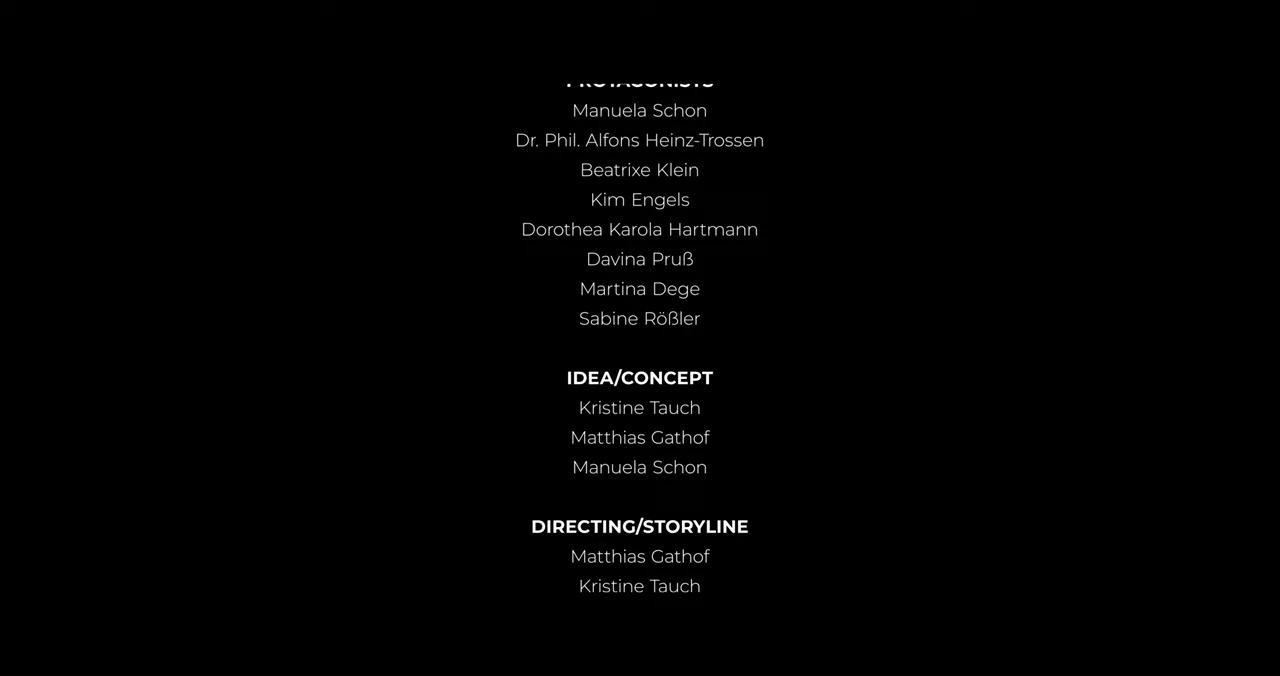 PROTAGONISTS
Manuela Schon
Dr. Phil. Alfons Heinz-Trossen
Beatrixe Klein
Kim Engels
Dorothea Karola Hartmann
Davina Pruß
Martina Dege
Sabine Rößler
IDEA/CONCEPT
Kristine Tauch
Matthias Gathof
Manuela Schon
DIRECTING/STORYLINE
Matthias Gathof
Kristine Tauch